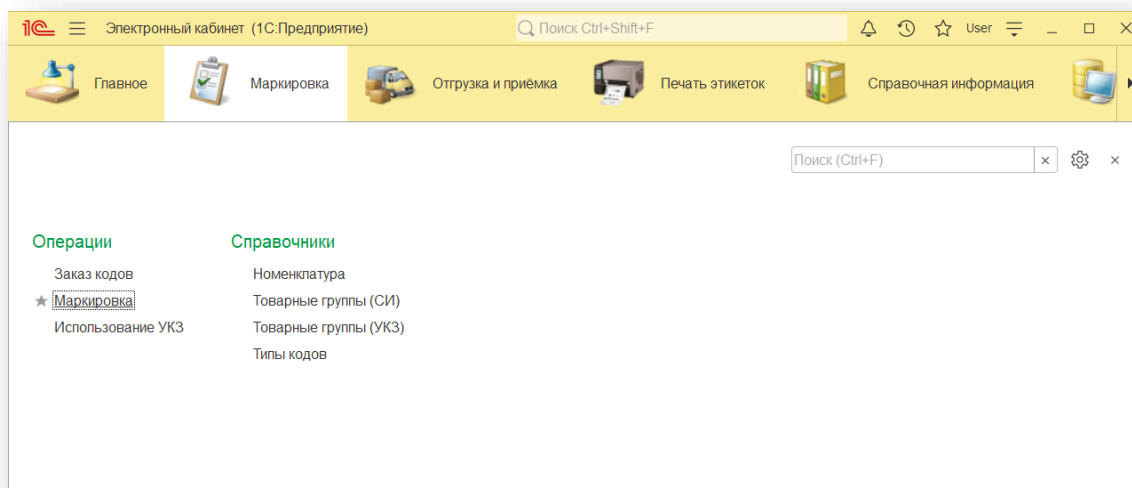 1С Электронный кабинет (1С:Предприятие) Поиск Ctrl+Shift+F User
Главное Маркировка Отгрузка и приёмка Печать этикеток Справочная информация
Поиск (Ctrl+F)
Операции Справочники
Заказ кодов Номенклатура
Маркировка Товарные группы (СИ)
Использование УКЗ Товарные группы (УКЗ)
Типы кодов